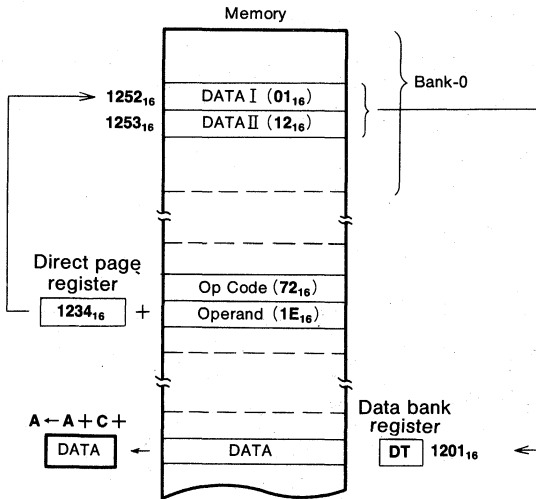 Memory
Bank-0
1252₁₆ DATA Ⅰ (01₁₆)
1253₁₆ DATA Ⅱ (12₁₆)
Direct page
register
Op Code (72₁₆)
1234₁₆ + Operand (1E₁₆)
Data bank
register
A ← A + C +
DATA ← DATA DT 1201₁₆